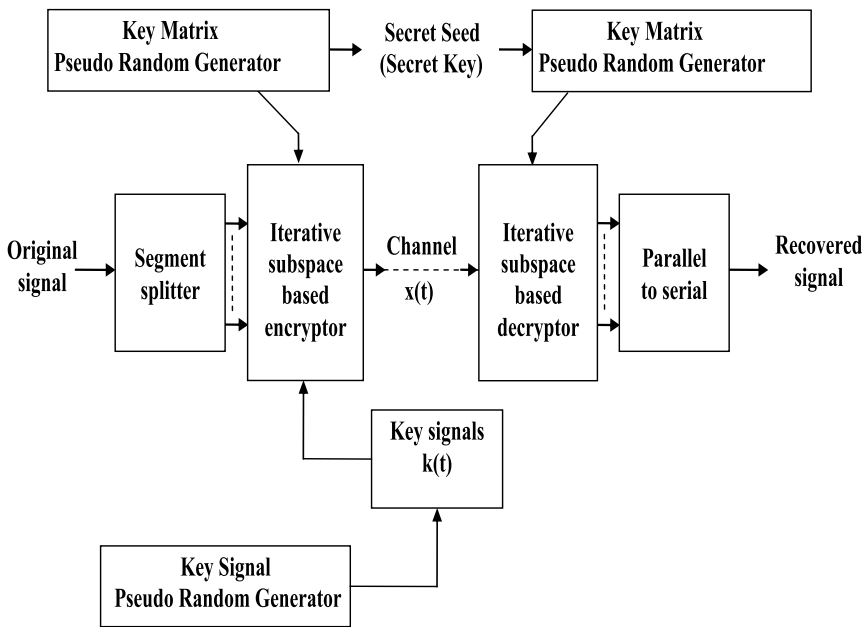 Key Matrix
Pseudo Random Generator
Secret Seed
(Secret Key)
Key Matrix
Pseudo Random Generator
Original
signal
Segment
splitter
Iterative
subspace
based
encryptor
Channel
x(t)
Iterative
subspace
based
decryptor
Parallel
to serial
Recovered
signal
Key signals
k(t)
Key Signal
Pseudo Random Generator